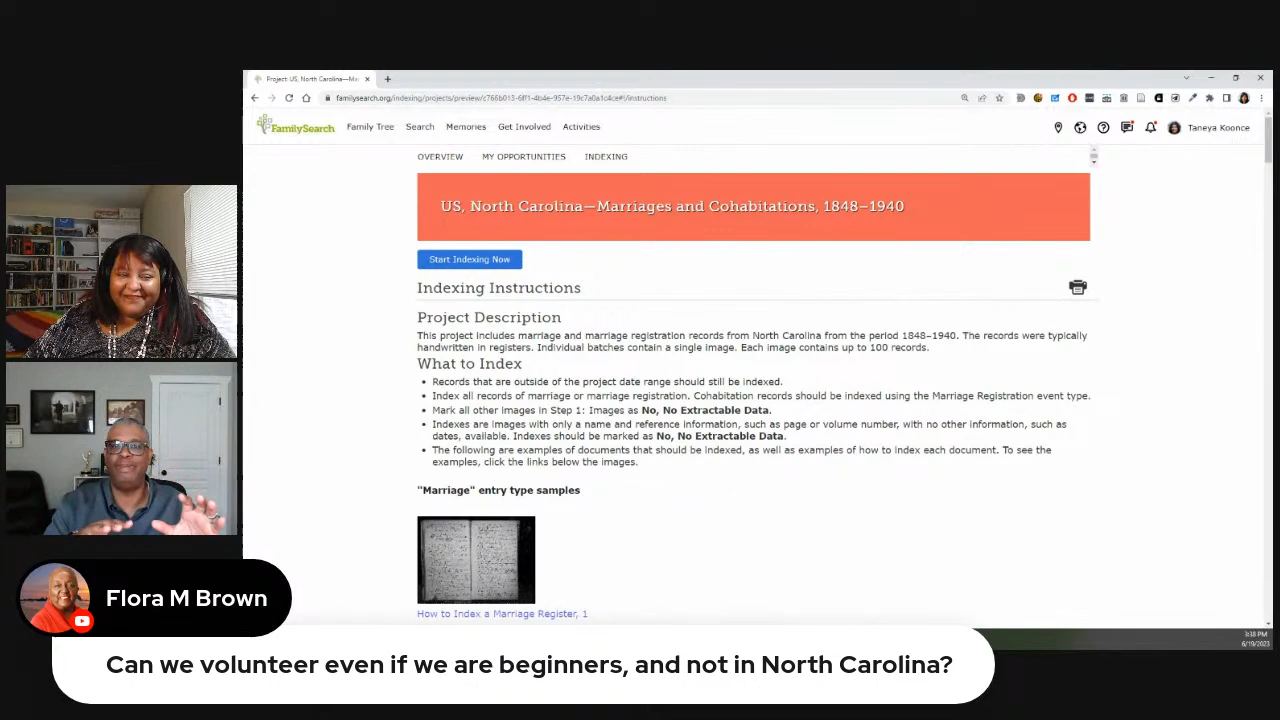 Project: US, North Carolina—Ma
familysearch.org/indexing/projects/preview/c766b013-6ff1-4b4e-957e-19c7a0a1c4ce#!/instructions
FamilySearch Family Tree Search Memories Get Involved Activities Taneya Koonce
OVERVIEW MY OPPORTUNITIES INDEXING
US, North Carolina—Marriages and Cohabitations, 1848–1940
Start Indexing Now
Indexing Instructions
Project Description
This project includes marriage and marriage registration records from North Carolina from the period 1848–1940. The records were typically
handwritten in registers. Individual batches contain a single image. Each image contains up to 100 records.
What to Index
• Records that are outside of the project date range should still be indexed.
• Index all records of marriage or marriage registration. Cohabitation records should be indexed using the Marriage Registration event type.
• Mark all other images in Step 1: Images as No, No Extractable Data.
• Indexes are images with only a name and reference information, such as page or volume number, with no other information, such as
dates, available. Indexes should be marked as No, No Extractable Data.
• The following are examples of documents that should be indexed, as well as examples of how to index each document. To see the
examples, click the links below the images.
"Marriage" entry type samples
How to Index a Marriage Register, 1
3:38 PM
6/19/2023
Flora M Brown
Can we volunteer even if we are beginners, and not in North Carolina?